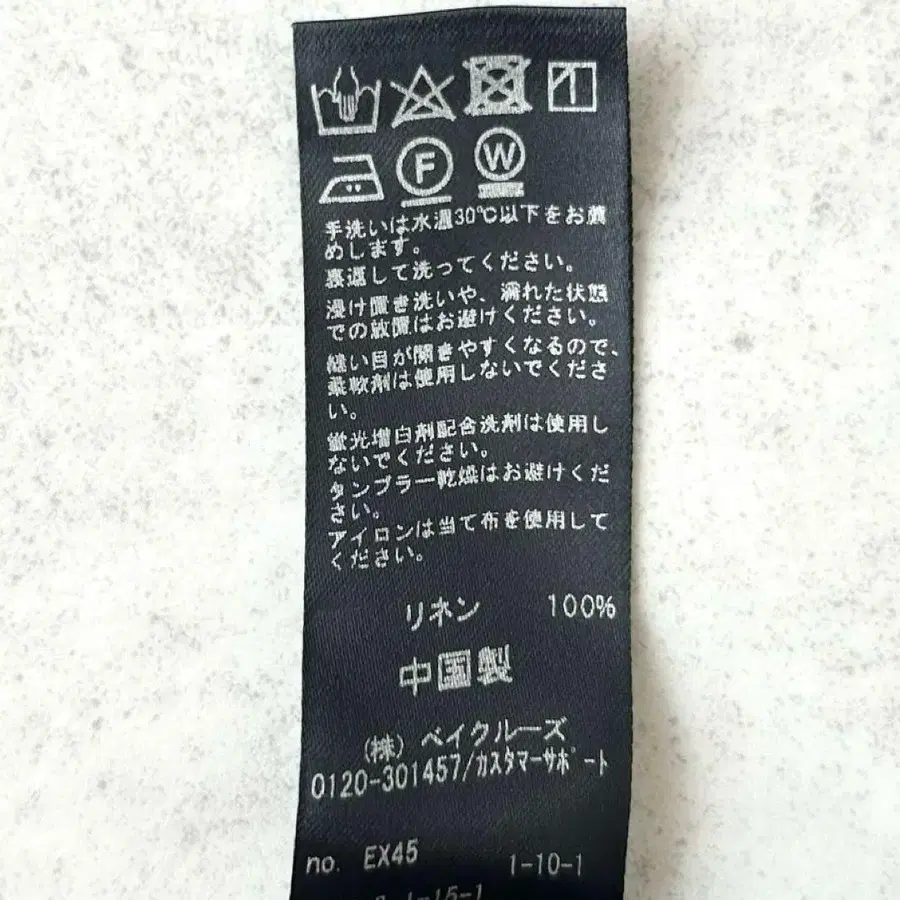 F W
手洗いは水温30℃以下をお薦
めします。
裏返して洗ってください。
浸け置き洗いや、濡れた状態
での放置はお避けください。
縫い目が開きやすくなるので、
柔軟剤は使用しないでくださ
い。
蛍光増白剤配合洗剤は使用し
ないでください。
タンブラー乾燥はお避けくだ
さい。
アイロンは当て布を使用して
ください。
リネン 100%
中国製
(株) ベイクルーズ
0120-301457/カスタマーサポート
no. EX45 1-10-1
1-15-1